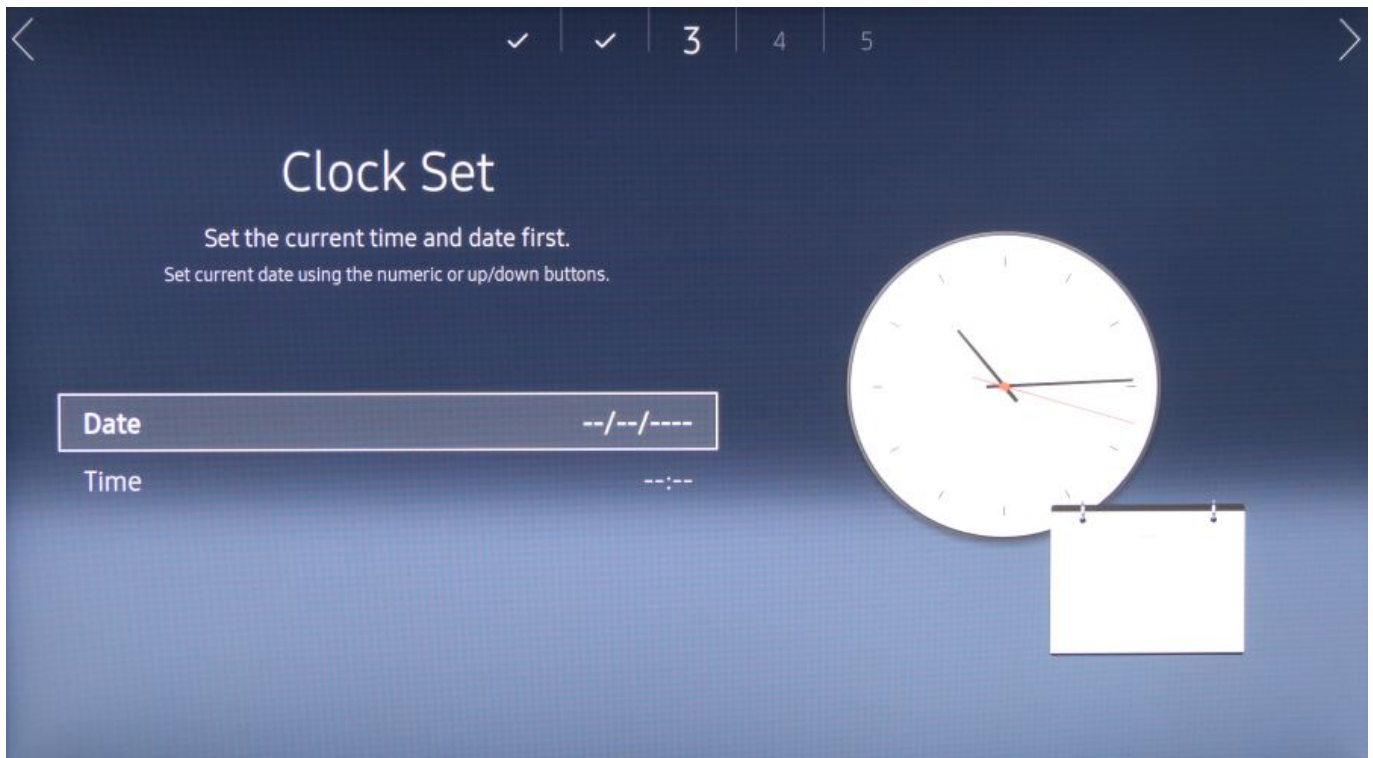 3 4 5
Clock Set
Set the current time and date first.
Set current date using the numeric or up/down buttons.
Date --/--/----
Time --:--